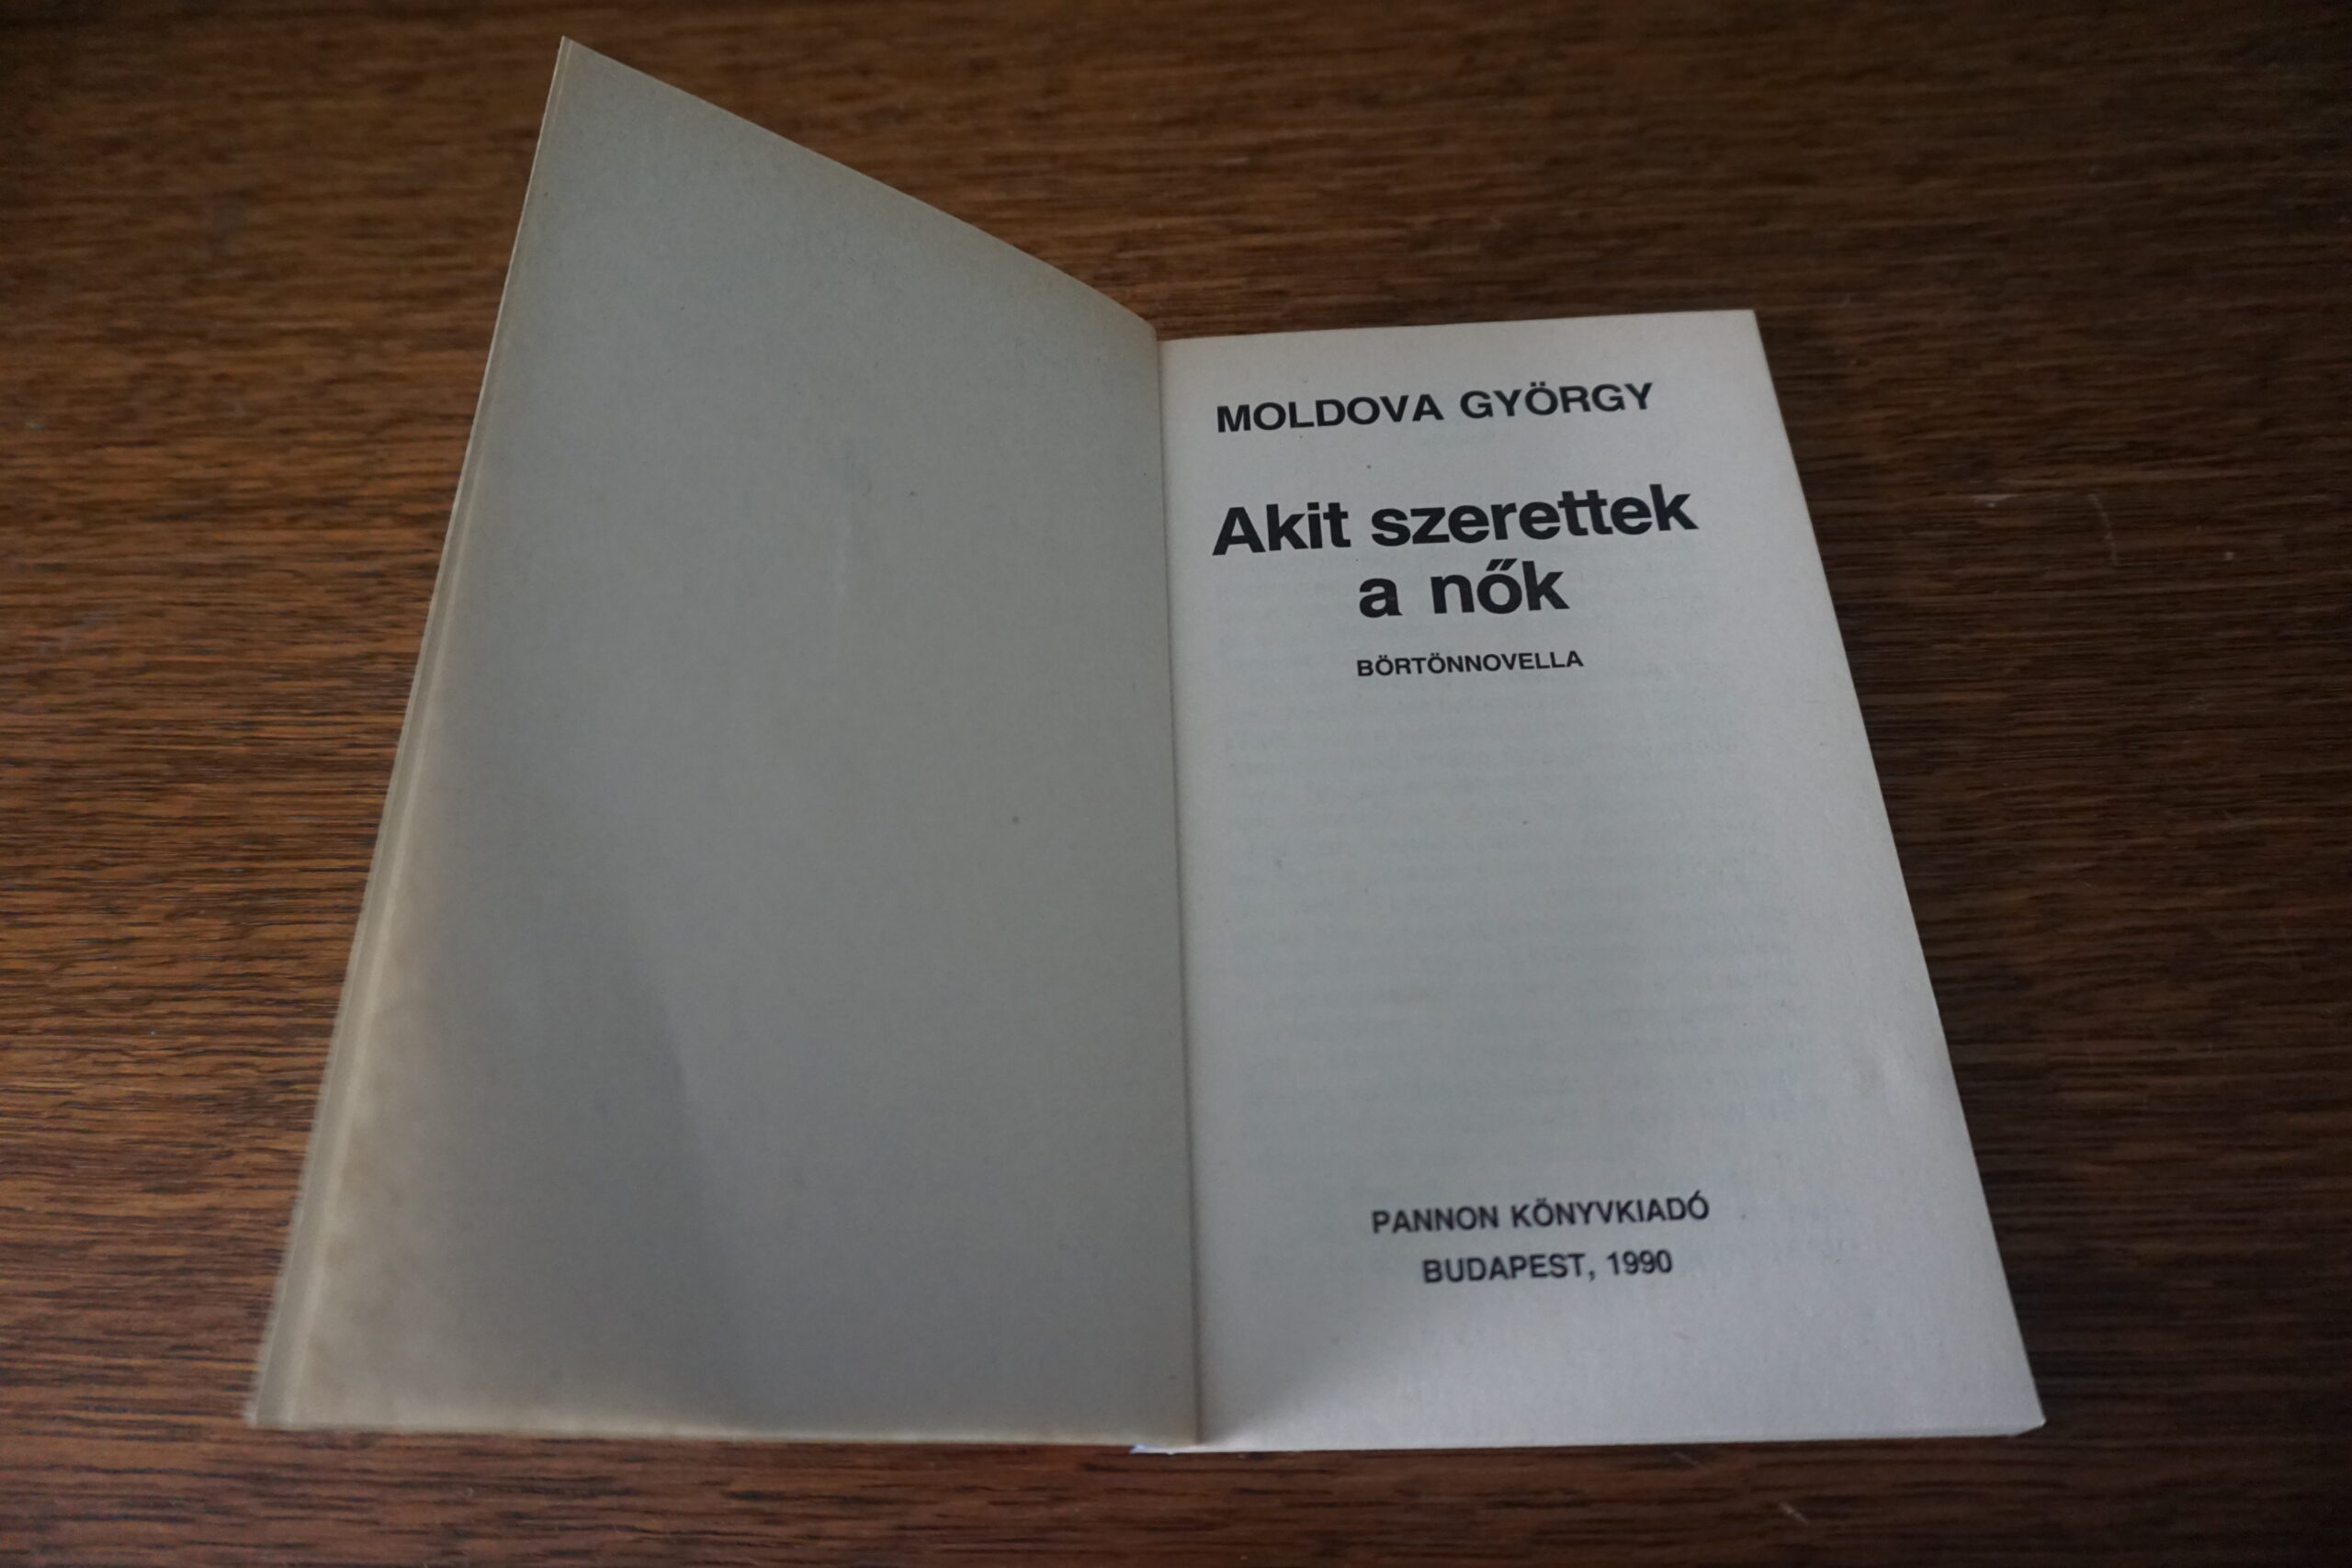 MOLDOVA GYÖRGY
Akit szerettek
a nők
BÖRTÖNNOVELLA
PANNON KÖNYVKIADÓ
BUDAPEST, 1990